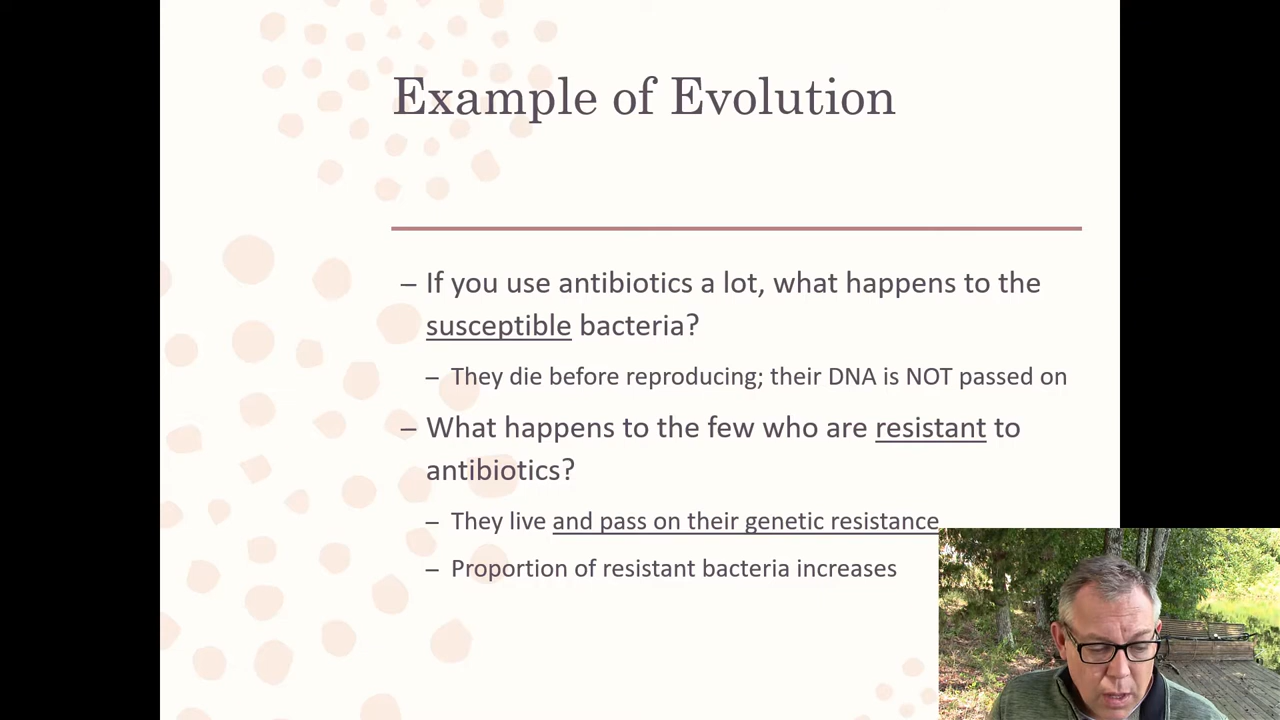 Example of Evolution
– If you use antibiotics a lot, what happens to the
susceptible bacteria?
– They die before reproducing; their DNA is NOT passed on
– What happens to the few who are resistant to
antibiotics?
– They live and pass on their genetic resistance
– Proportion of resistant bacteria increases